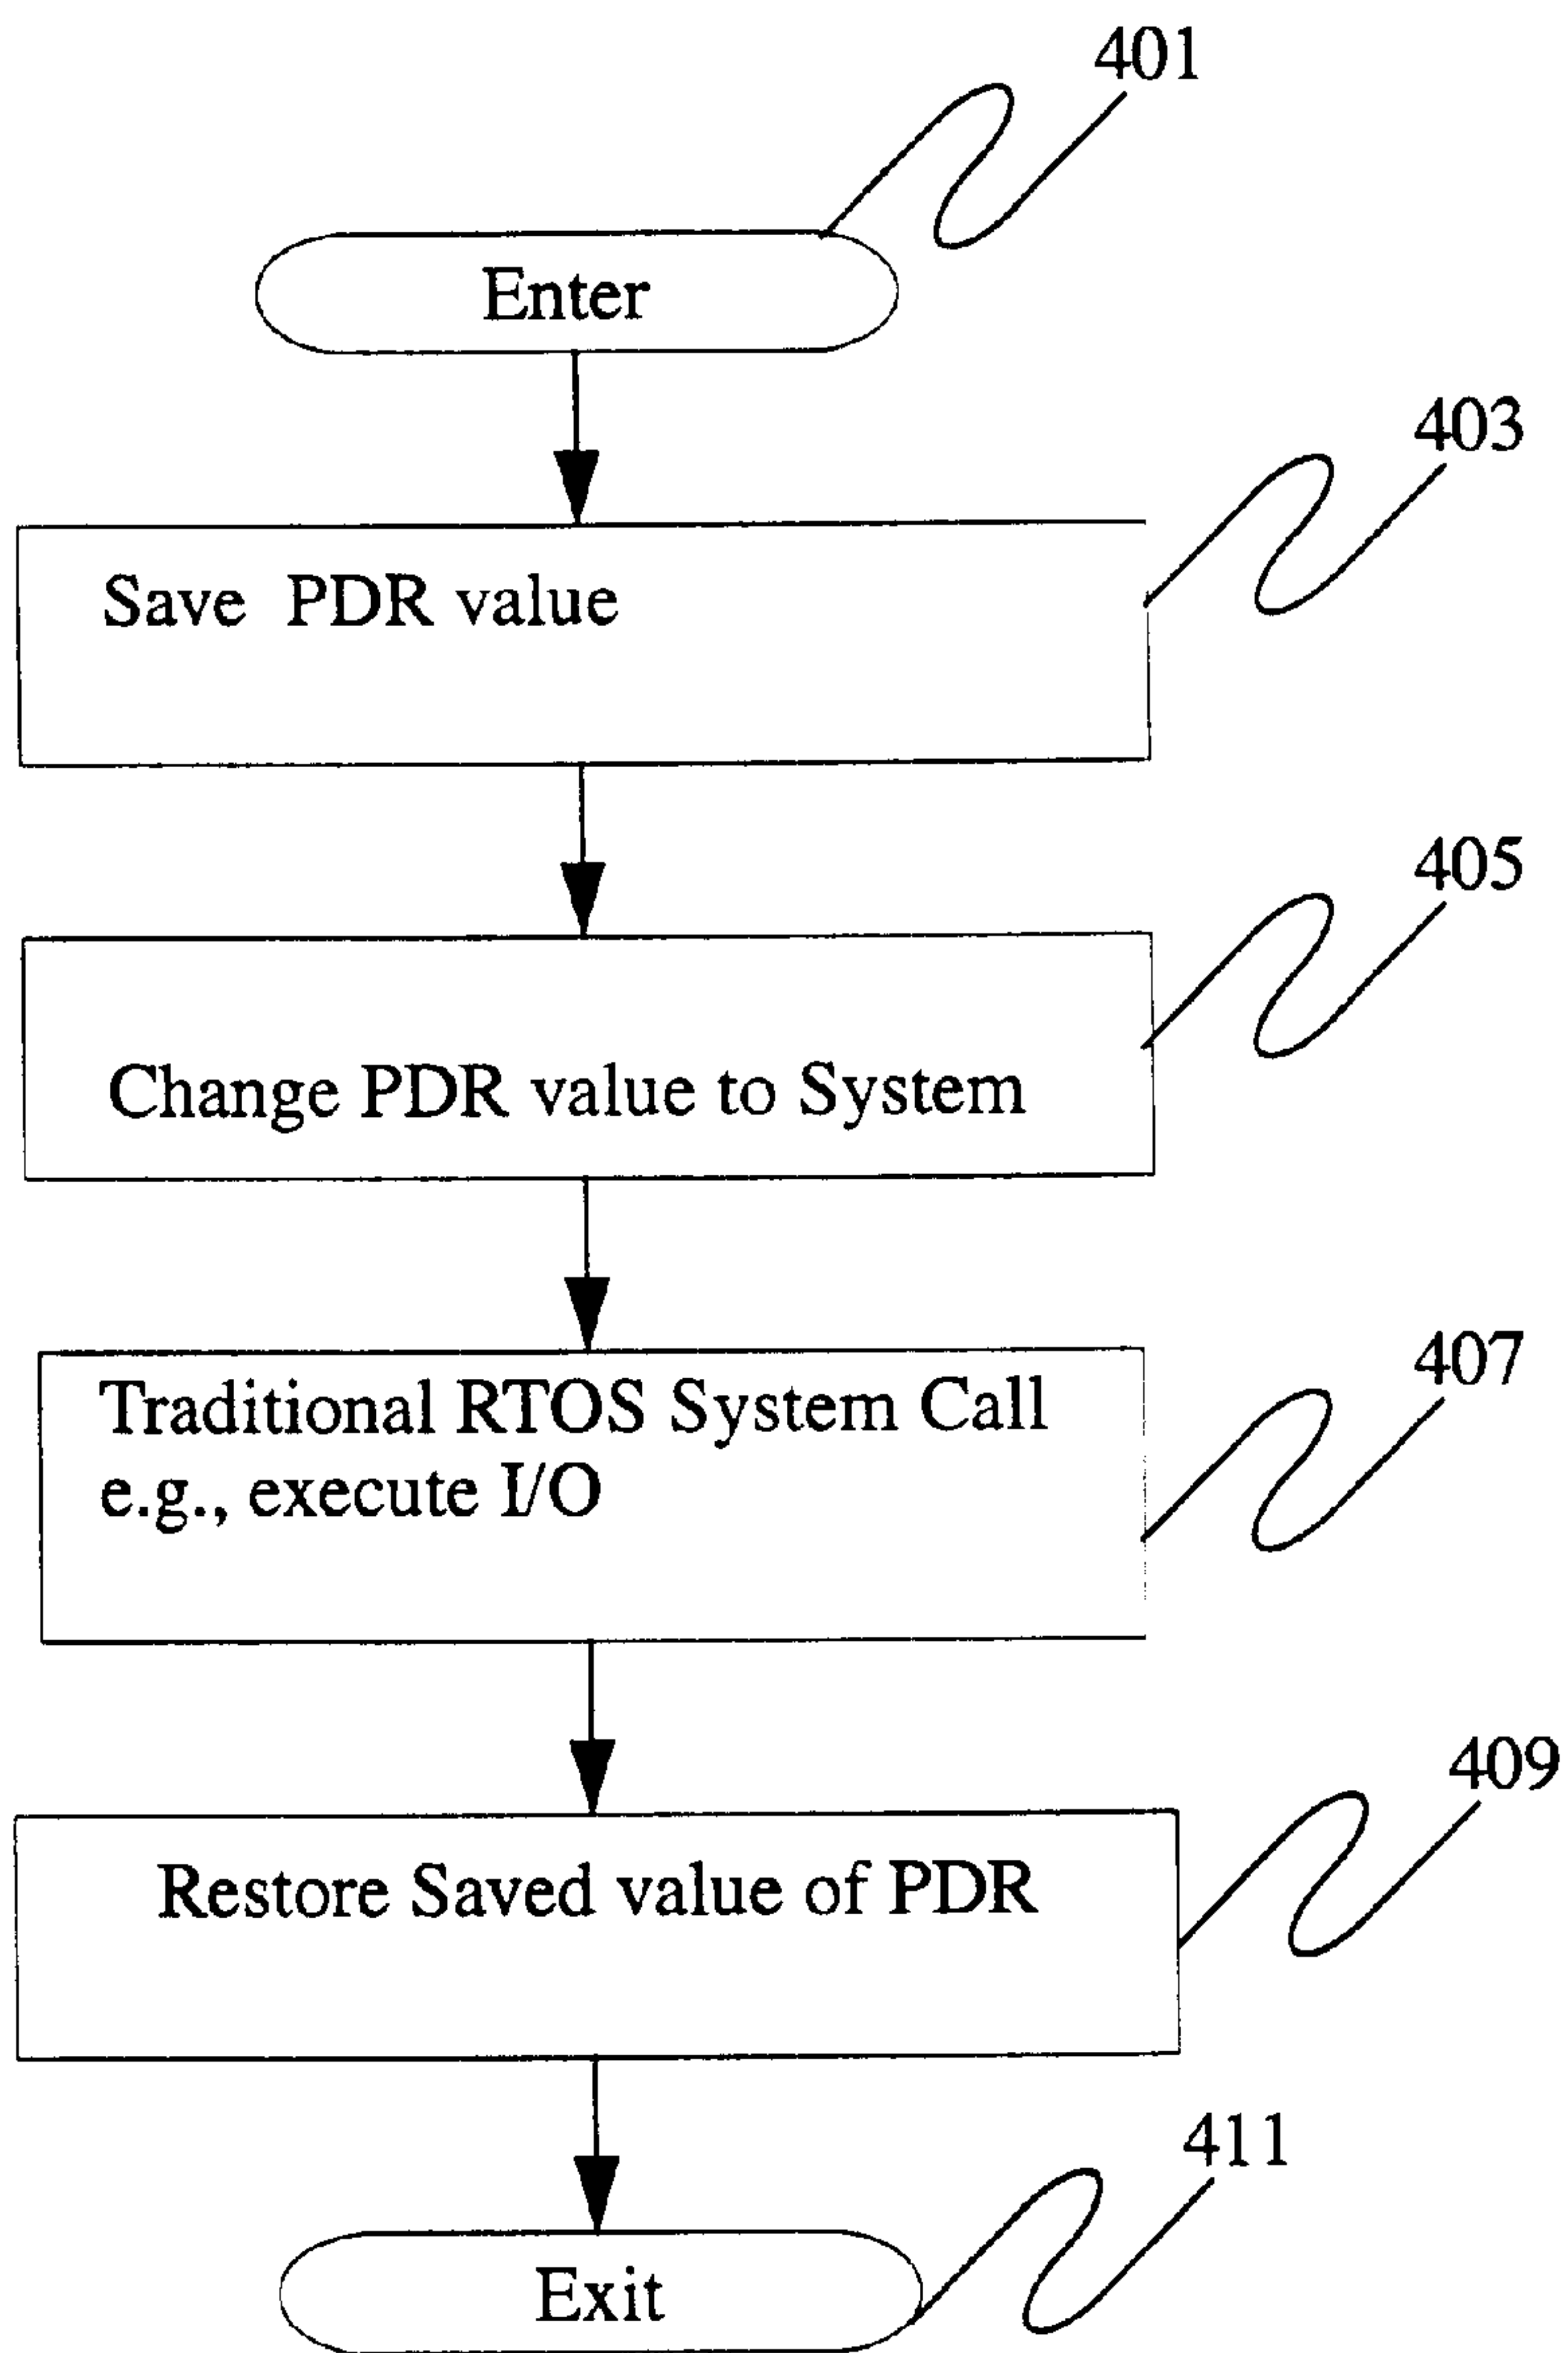 401
Enter
403
Save PDR value
405
Change PDR value to System
407
Traditional RTOS System Call
e.g., execute I/O
409
Restore Saved value of PDR
411
Exit